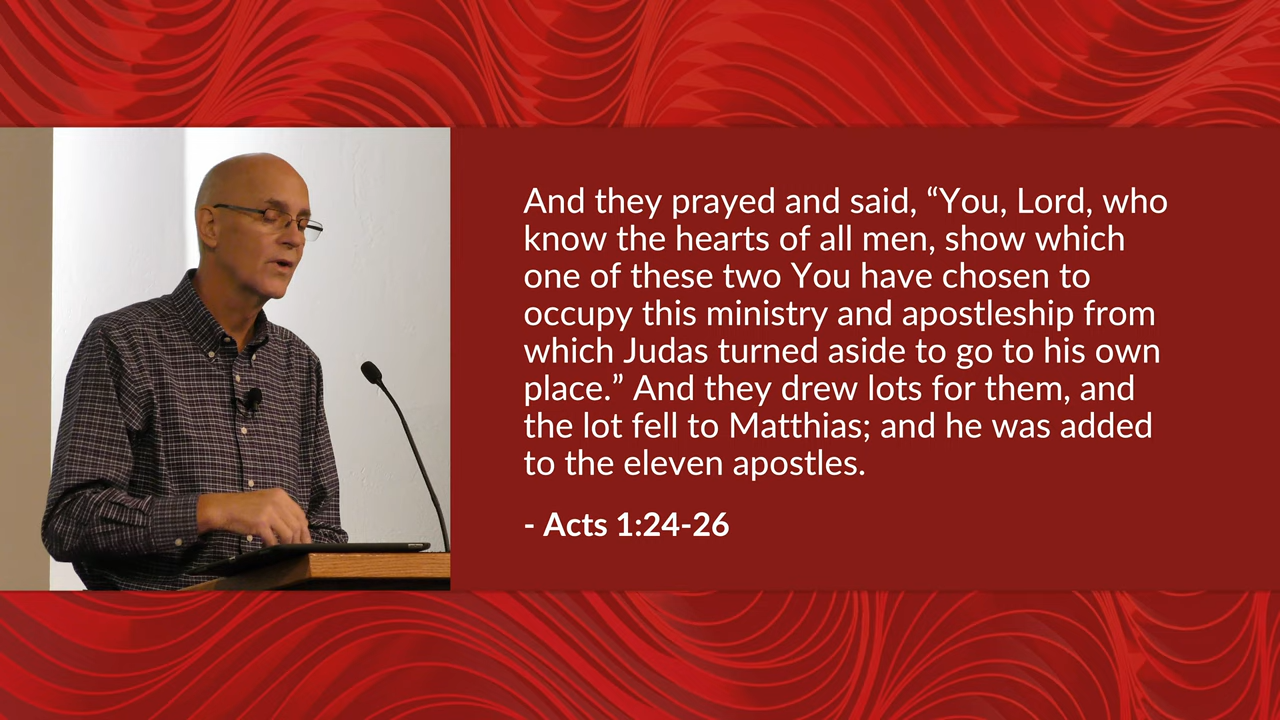 And they prayed and said, “You, Lord, who
know the hearts of all men, show which
one of these two You have chosen to
occupy this ministry and apostleship from
which Judas turned aside to go to his own
place.” And they drew lots for them, and
the lot fell to Matthias; and he was added
to the eleven apostles.
- Acts 1:24-26